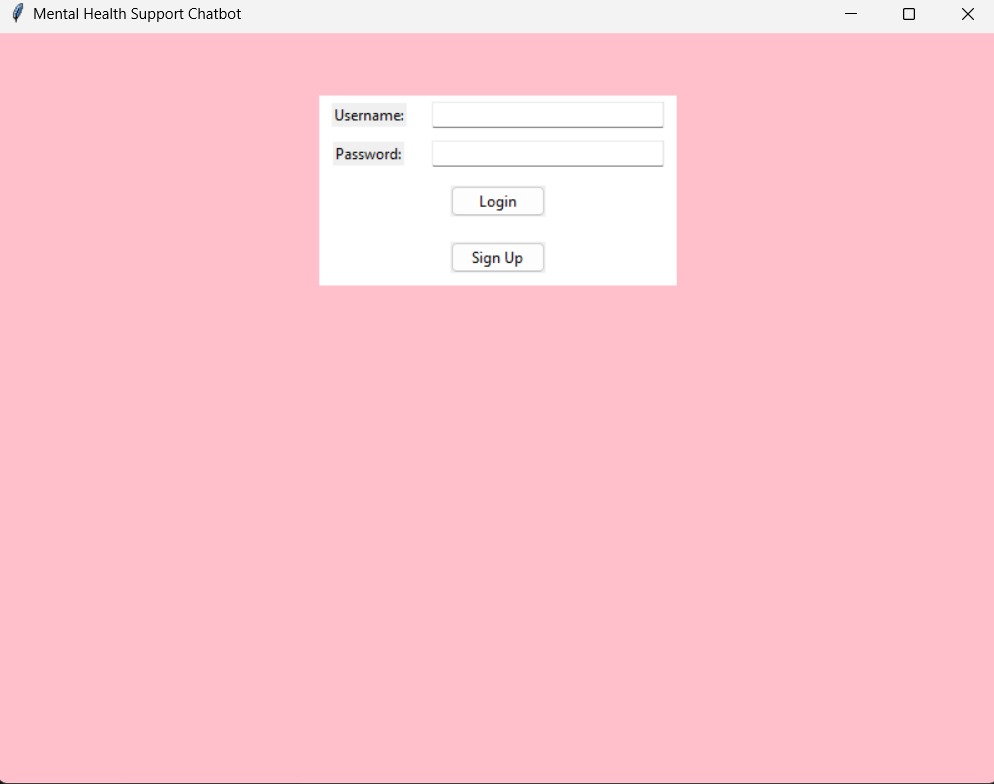 Mental Health Support Chatbot
Username:
Password:
Login
Sign Up